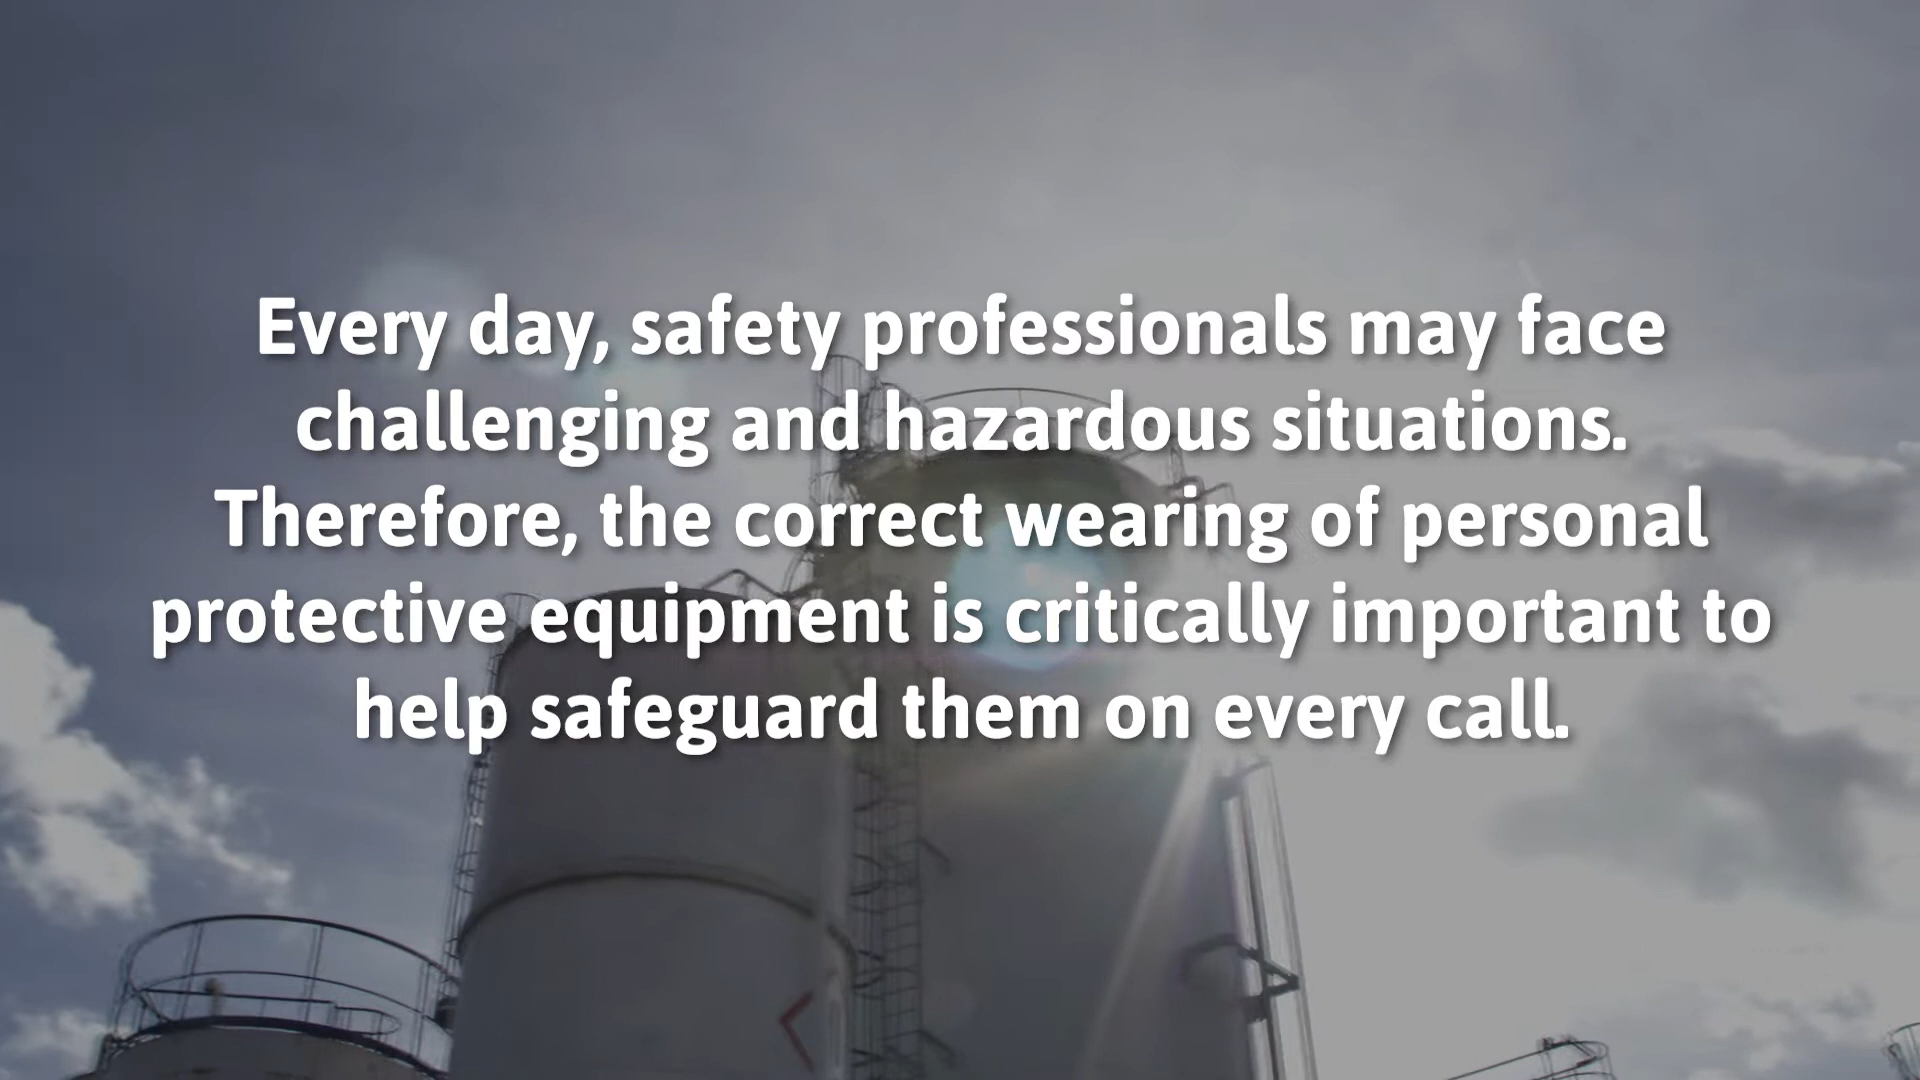 Every day, safety professionals may face
challenging and hazardous situations.
Therefore, the correct wearing of personal
protective equipment is critically important to
help safeguard them on every call.